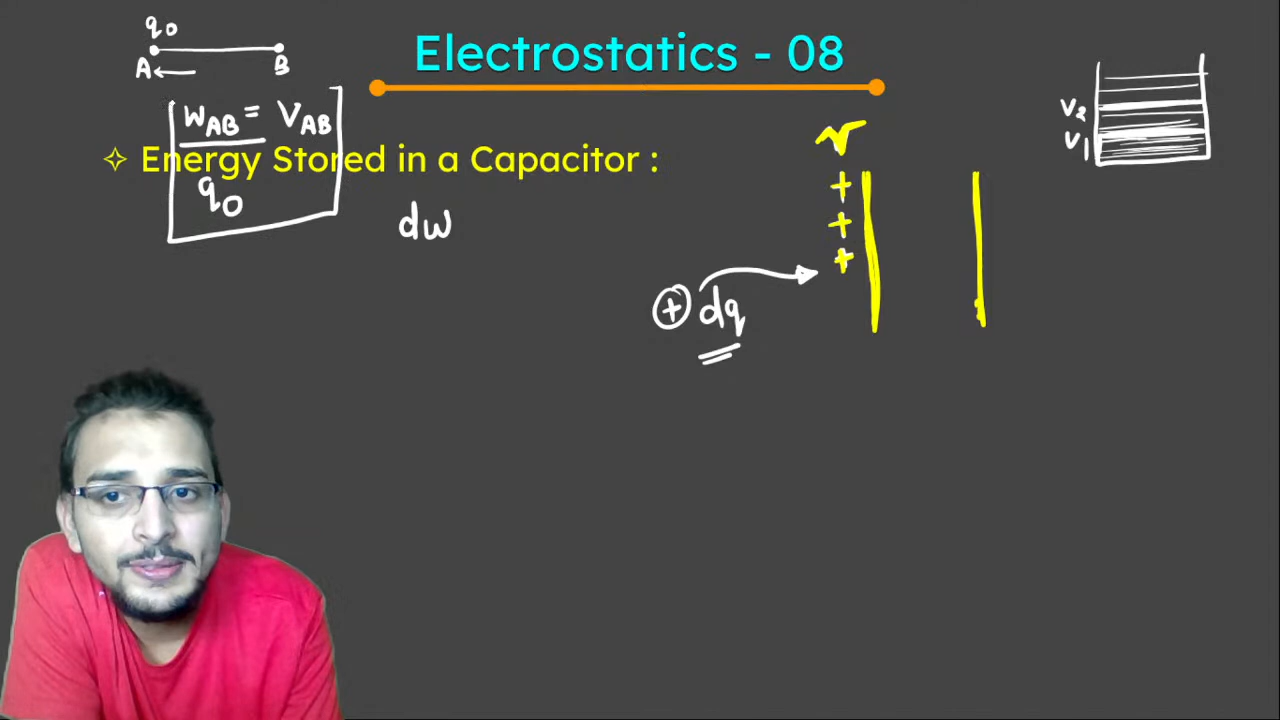 Electrostatics - 08
q0
A B
WAB = VAB
q0
✧ Energy Stored in a Capacitor :
dw
V
+
+
+
+ dq
V2
V1